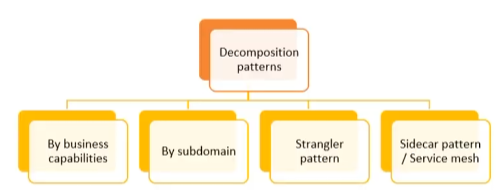 Decomposition
patterns
By business
capabilities
By subdomain
Strangler
pattern
Sidecar pattern
/ Service mesh